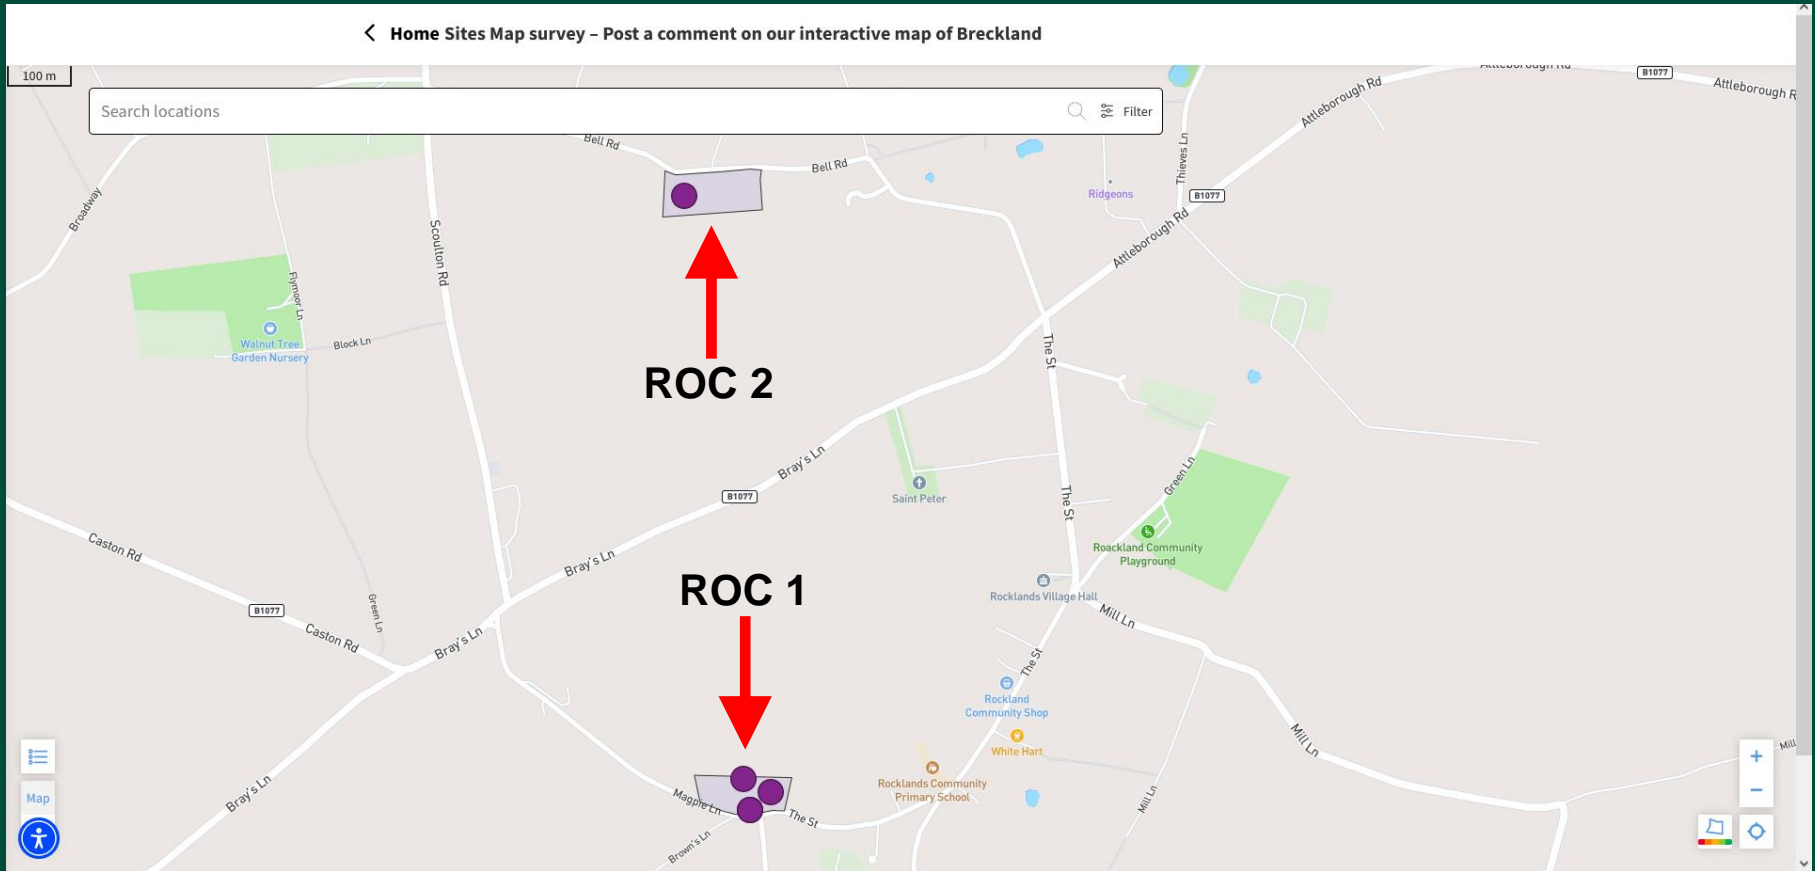 Home Sites Map survey – Post a comment on our interactive map of Breckland
100 m
Attleborough Rd
B1077
Attleborough R
Search locations
Filter
Attleborough Rd
Bell Rd
Bell Rd
Thieves Ln
Ridgeons
B1077
Broadway
Scoulton Rd
Attleborough Rd
Flymoor Ln
Walnut Tree
Garden Nursery
Block Ln
The St
ROC 2
Bray's Ln
Green Ln
Saint Peter
B1077
The St
Caston Rd
Roackland Community
Playground
Bray's Ln
ROC 1
Rocklands Village Hall
B1077
Green Ln
Mill Ln
Caston Rd
Bray's Ln
The St
Rockland
Community Shop
White Hart
Mill Ln
Mill
Rocklands Community
Primary School
Bray's Ln
Magpie Ln
The St
Mill Ln
Brown's Ln
Map